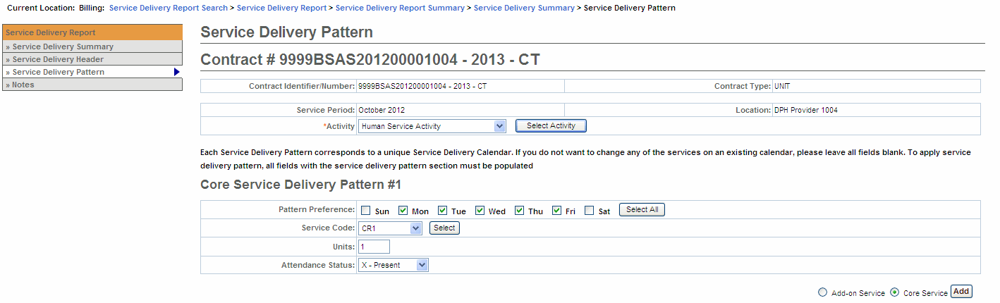 Current Location: Billing: Service Delivery Report Search > Service Delivery Report > Service Delivery Report Summary > Service Delivery Summary > Service Delivery Pattern
Service Delivery Report
» Service Delivery Summary
» Service Delivery Header
» Service Delivery Pattern
» Notes
Service Delivery Pattern
Contract # 9999BSAS201200001004 - 2013 - CT
Contract Identifier/Number: 9999BSAS201200001004 - 2013 - CT Contract Type: UNIT
Service Period: October 2012 Location: DPH Provider 1004
*Activity Human Service Activity Select Activity
Each Service Delivery Pattern corresponds to a unique Service Delivery Calendar. If you do not want to change any of the services on an existing calendar, please leave all fields blank. To apply service
delivery pattern, all fields with the service delivery pattern section must be populated
Core Service Delivery Pattern #1
Pattern Preference: Sun Mon Tue Wed Thu Fri Sat Select All
Service Code: CR1 Select
Units: 1
Attendance Status: X - Present
Add-on Service Core Service Add